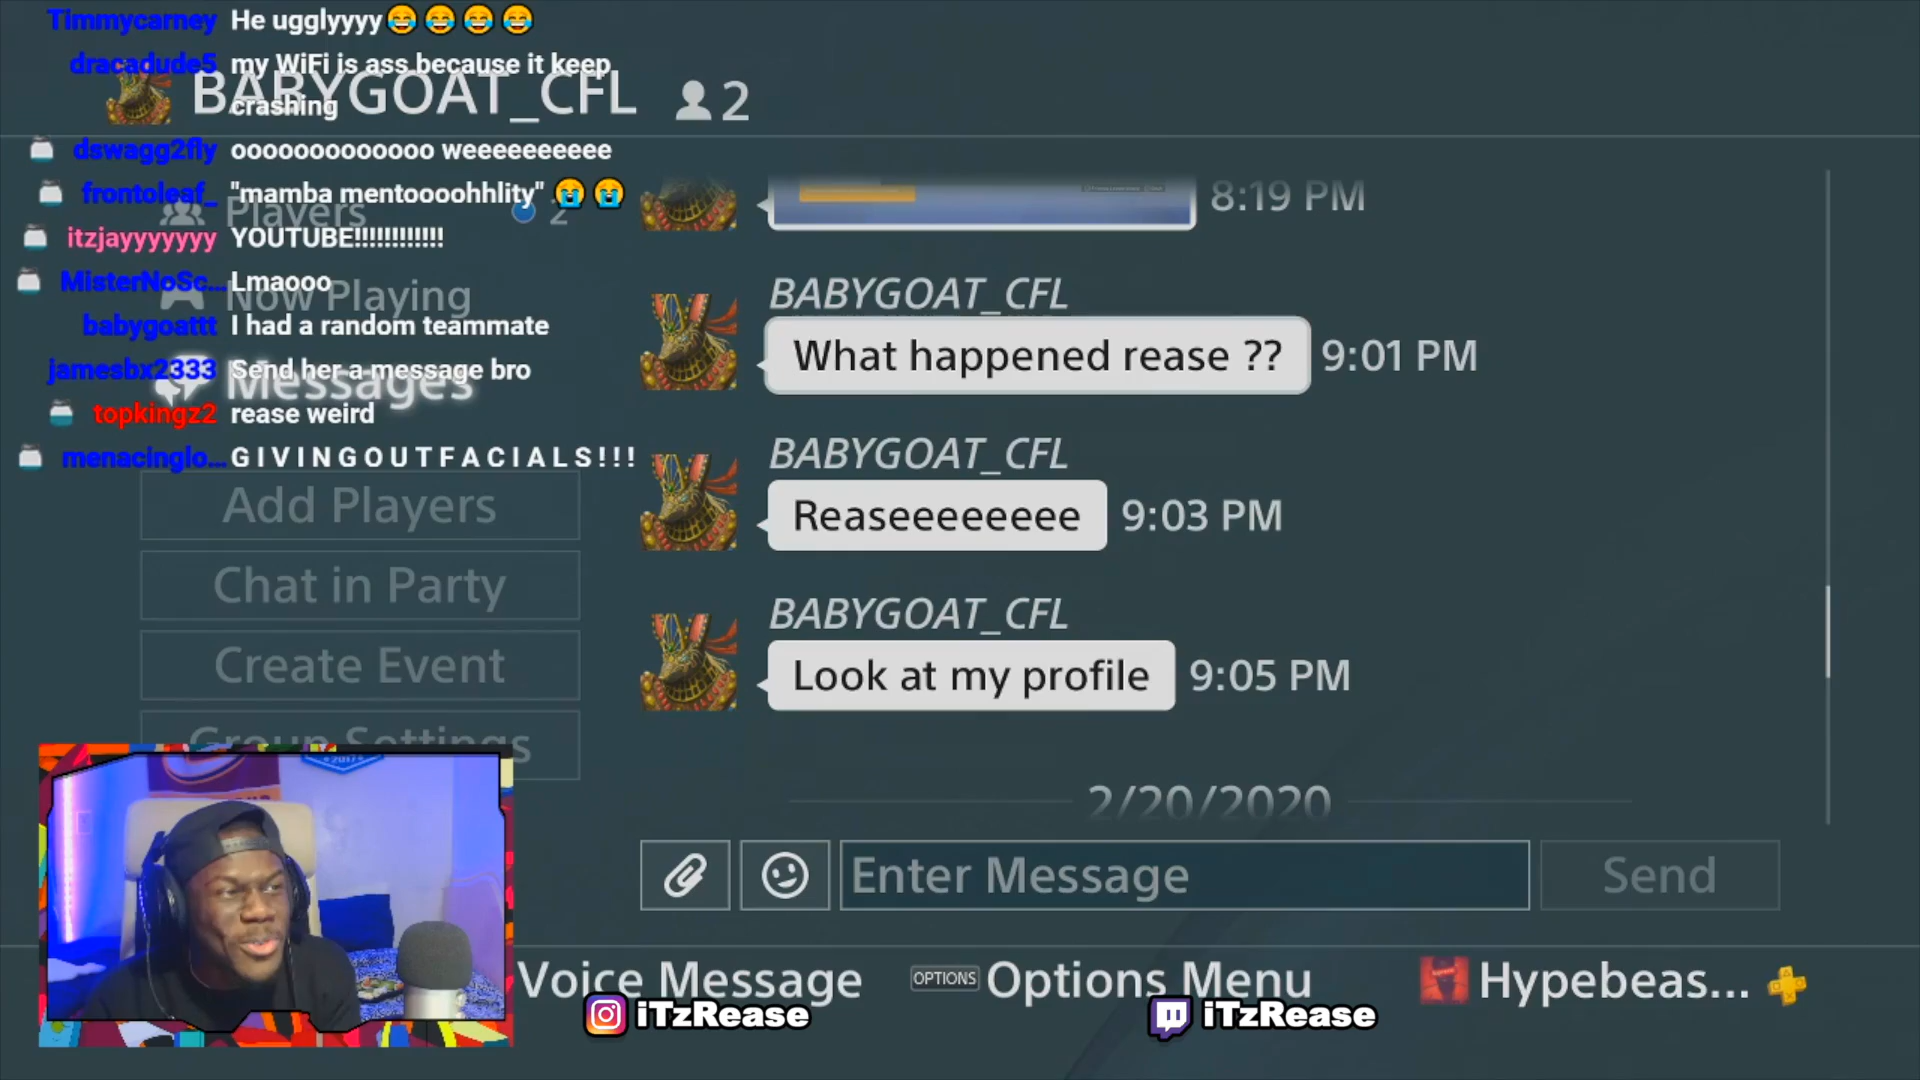 Timmycarney He ugglyyyy😂😂😂😂
dracadude5 my WiFi is ass because it keep
crashing
BABYGOAT_CFL 2
dswagg2fly ooooooooooooo weeeeeeeeee
frontoleaf_ "mamba mentoooohhlity" 😭😭
Players 2
itzjayyyyyyy YOUTUBE!!!!!!!!!!!!
MisterNoSc... Lmaooo
Now Playing
babygoattt I had a random teammate
jamesbx2333 Send her a message bro
Messages
topkingz2 rease weird
menacinglo... G I V I N G O U T F A C I A L S ! ! !
Add Players
Chat in Party
Create Event
Group Settings
8:19 PM
BABYGOAT_CFL
What happened rease ?? 9:01 PM
BABYGOAT_CFL
Reaseeeeeeee 9:03 PM
BABYGOAT_CFL
Look at my profile 9:05 PM
2/20/2020
Enter Message Send
Voice Message OPTIONS Options Menu Hypebeas...
iTzRease iTzRease
2017